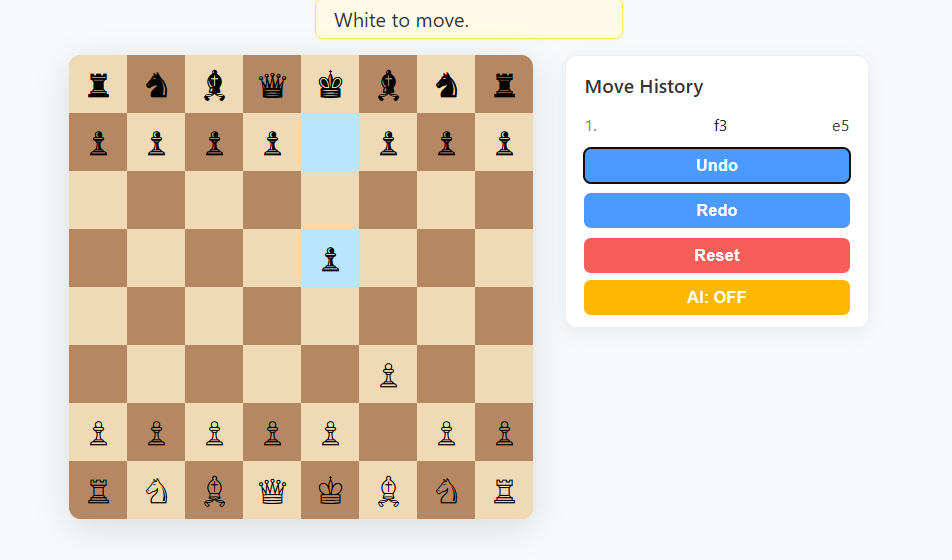 White to move.
Move History
1. f3 e5
Undo
Redo
Reset
AI: OFF